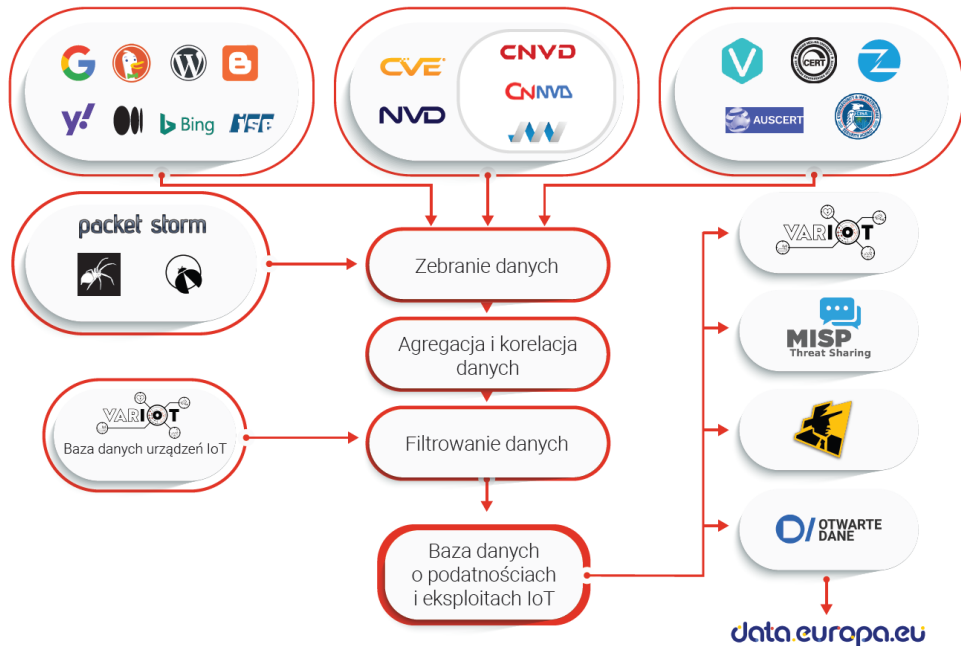 y!
Bing
CVE
NVD
CNVD
CNNVD
V
CERT
Z
AUSCERT
packet storm
Zebranie danych
VARIOT
Agregacja i korelacja
danych
MISP
Threat Sharing
VARIOT
Baza danych urządzeń IoT
Filtrowanie danych
Baza danych
o podatnościach
i eksploitach IoT
D/ OTWARTE
DANE
data.europa.eu